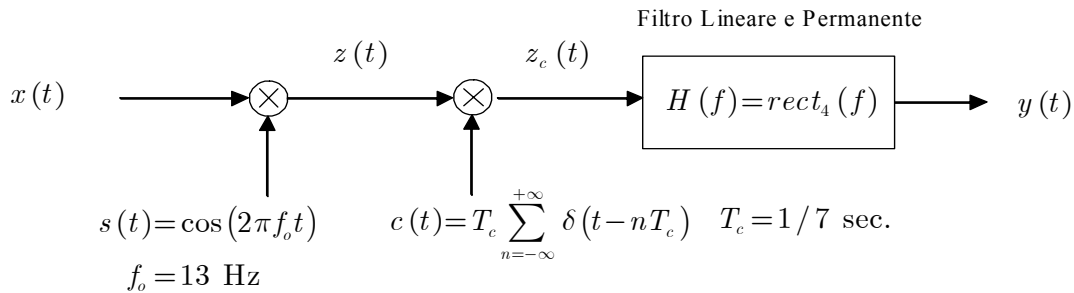 Filtro Lineare e Permanente
x(t)
z(t)
z_c(t)
H(f)=rect_4(f)
y(t)
s(t)=cos(2πf_o t)
c(t)=T_c ∑_{n=-∞}^{+∞} δ(t-nT_c) T_c=1/7 sec.
f_o=13 Hz